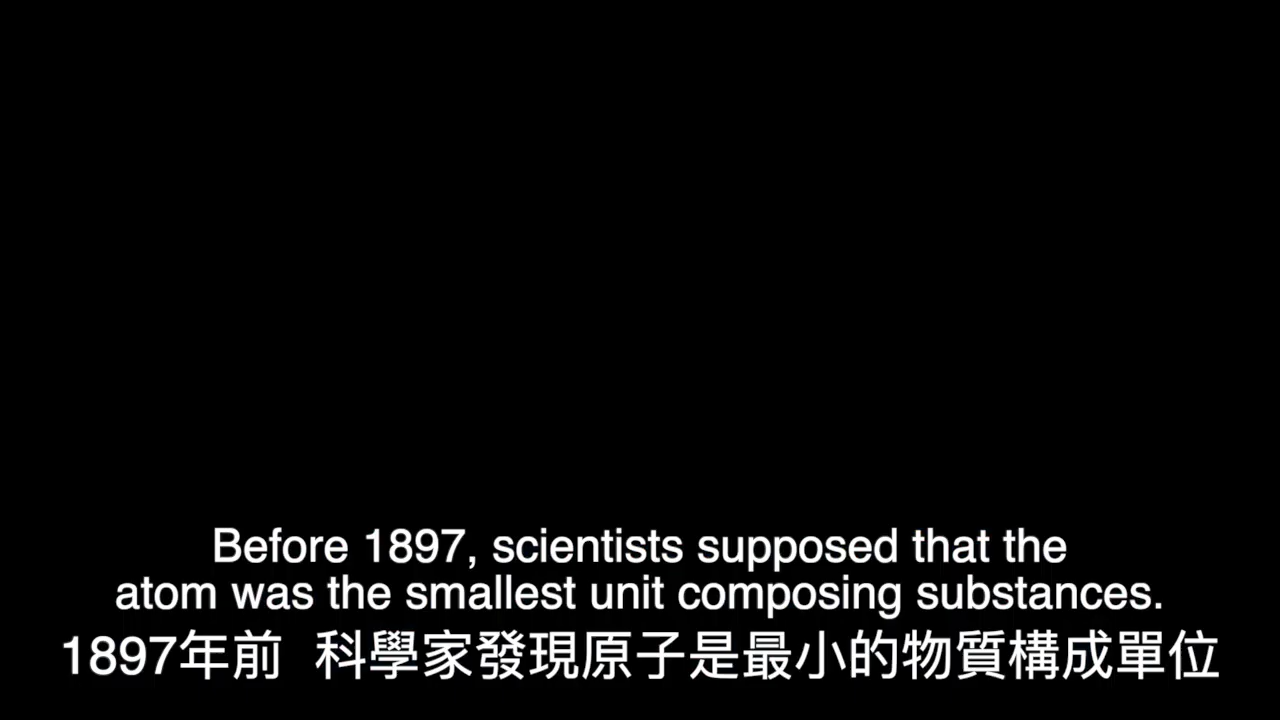 Before 1897, scientists supposed that the
atom was the smallest unit composing substances.
1897年前 科學家發現原子是最小的物質構成單位